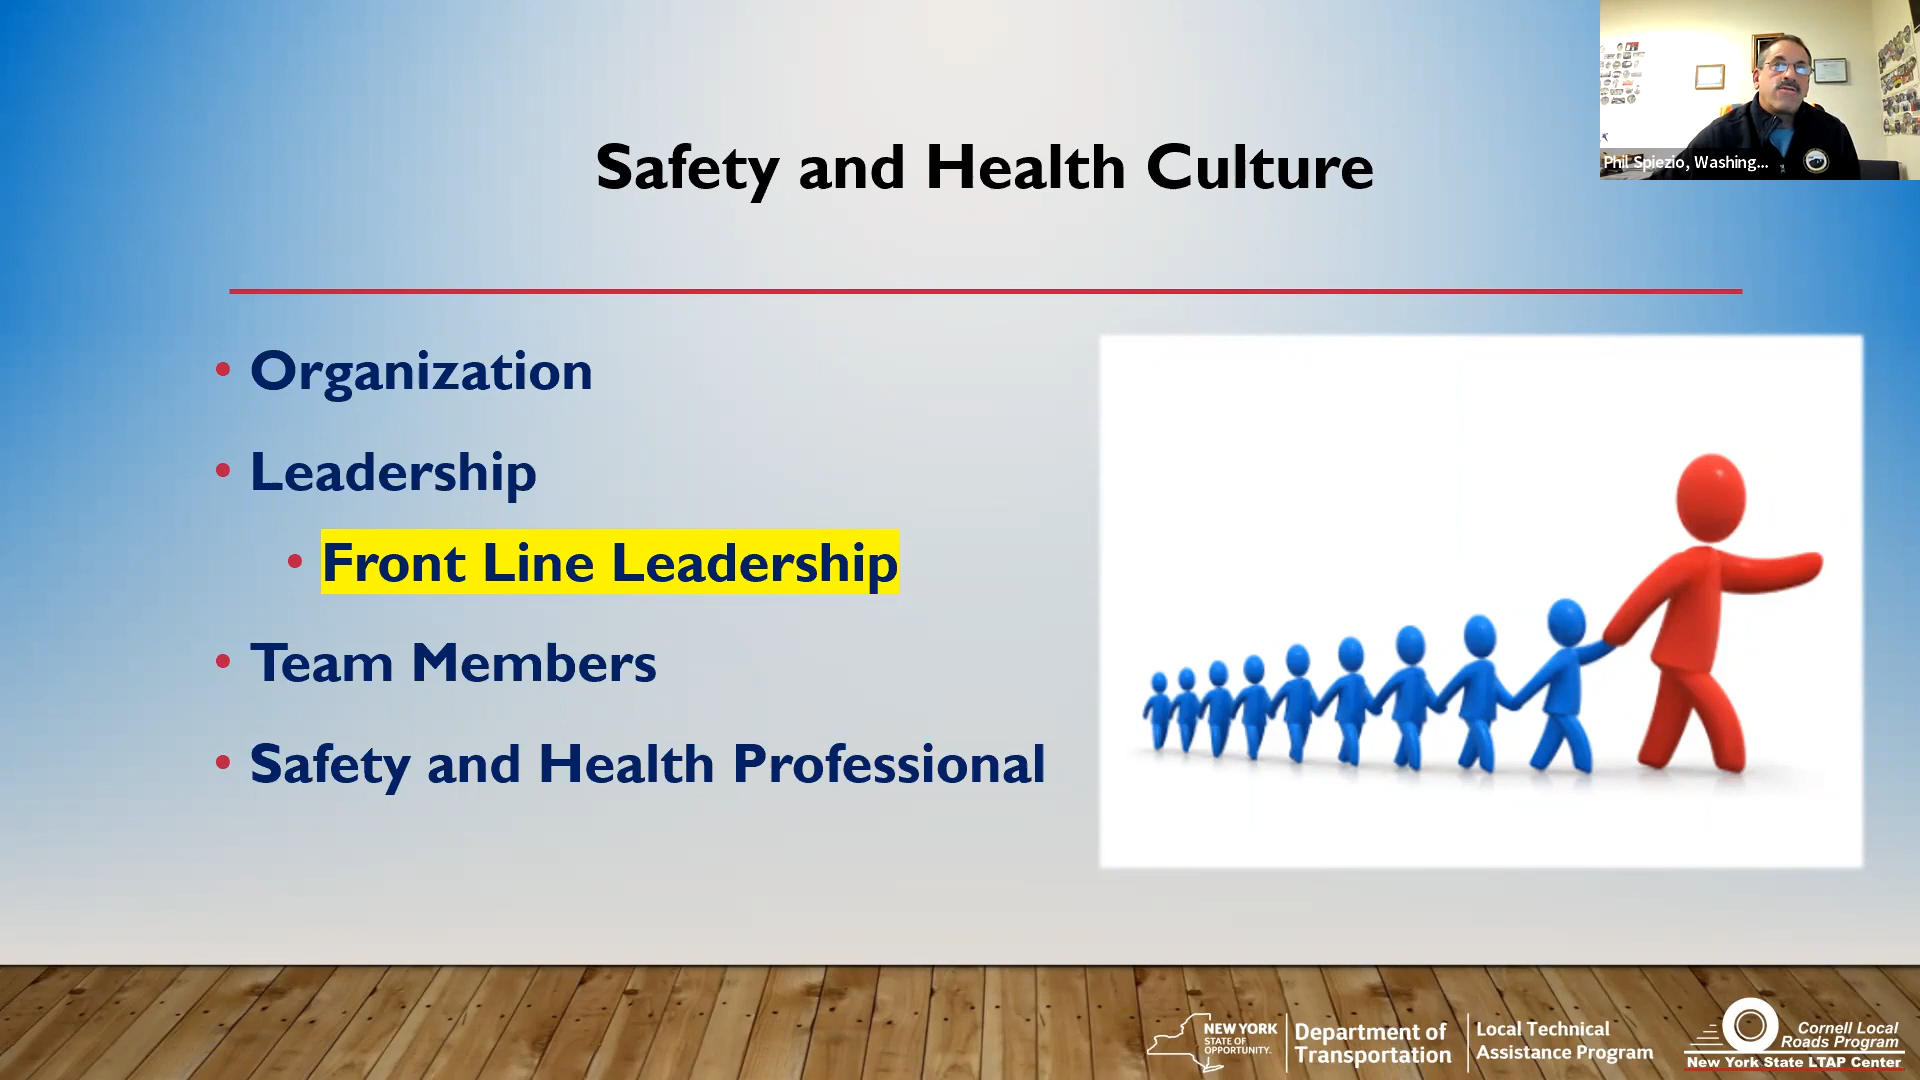 Phil Spiezio, Washing...
Safety and Health Culture
• Organization
• Leadership
• Front Line Leadership
• Team Members
• Safety and Health Professional
NEW YORK
STATE OF
OPPORTUNITY.
Department of
Transportation
Local Technical
Assistance Program
Cornell Local
Roads Program
New York State LTAP Center